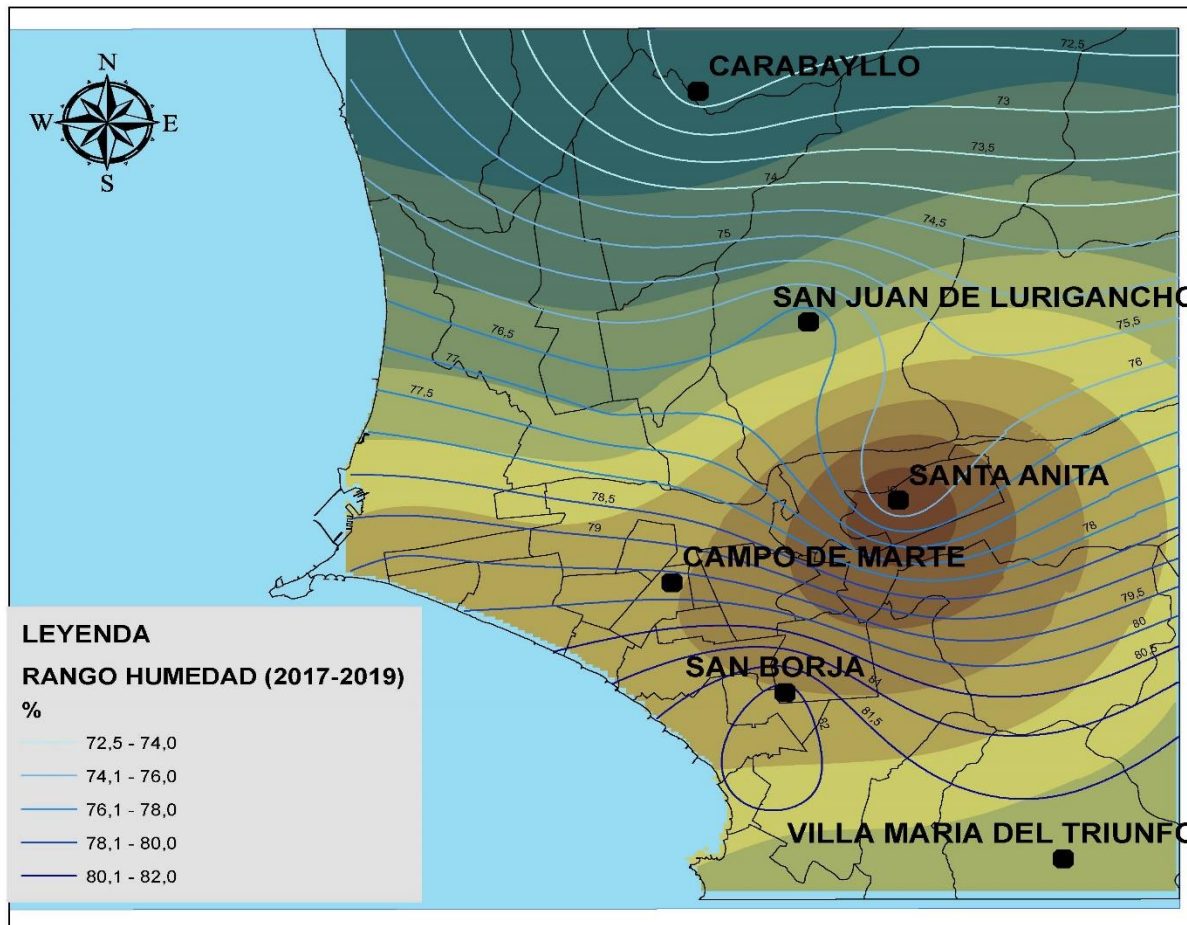 N
W E
S
72,5
CARABAYLLO
73
73,5
74
74,5
75
SAN JUAN DE LURIGANCHO
75,5
76,5
76
77
77,5
SANTA ANITA
78,5
78
79
CAMPO DE MARTE
79,5
80
80,5
SAN BORJA
81
81,5
82
VILLA MARIA DEL TRIUNFO
LEYENDA
RANGO HUMEDAD (2017-2019)
%
72,5 - 74,0
74,1 - 76,0
76,1 - 78,0
78,1 - 80,0
80,1 - 82,0